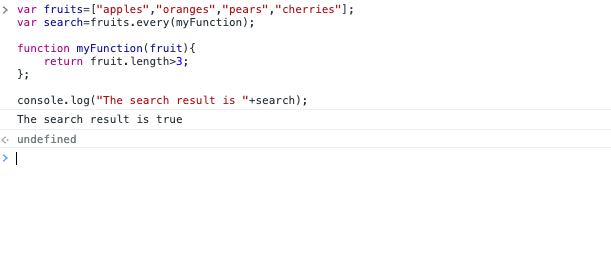 var fruits=["apples","oranges","pears","cherries"];
var search=fruits.every(myFunction);
function myFunction(fruit){
    return fruit.length>3;
};
console.log("The search result is "+search);
The search result is true
undefined